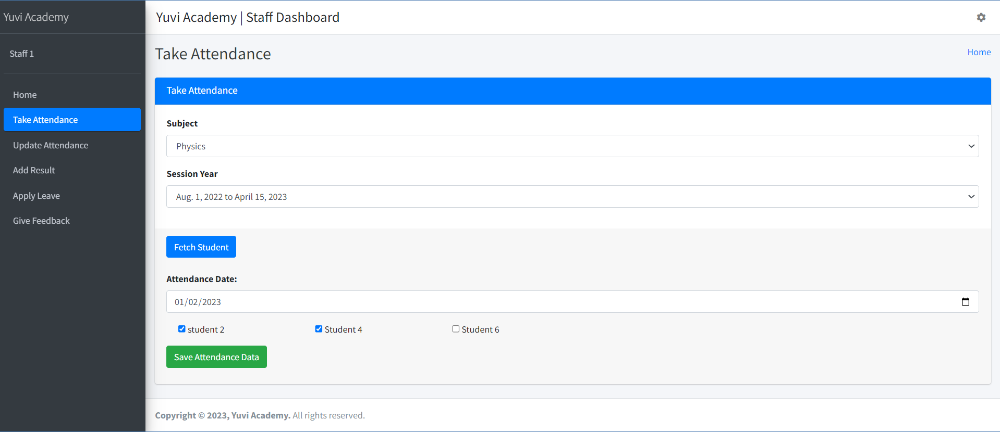 Yuvi Academy
Staff 1
Home
Take Attendance
Update Attendance
Add Result
Apply Leave
Give Feedback
Yuvi Academy | Staff Dashboard
Take Attendance
Home
Take Attendance
Subject
Physics
Session Year
Aug. 1, 2022 to April 15, 2023
Fetch Student
Attendance Date:
01/02/2023
student 2 Student 4 Student 6
Save Attendance Data
Copyright © 2023, Yuvi Academy. All rights reserved.